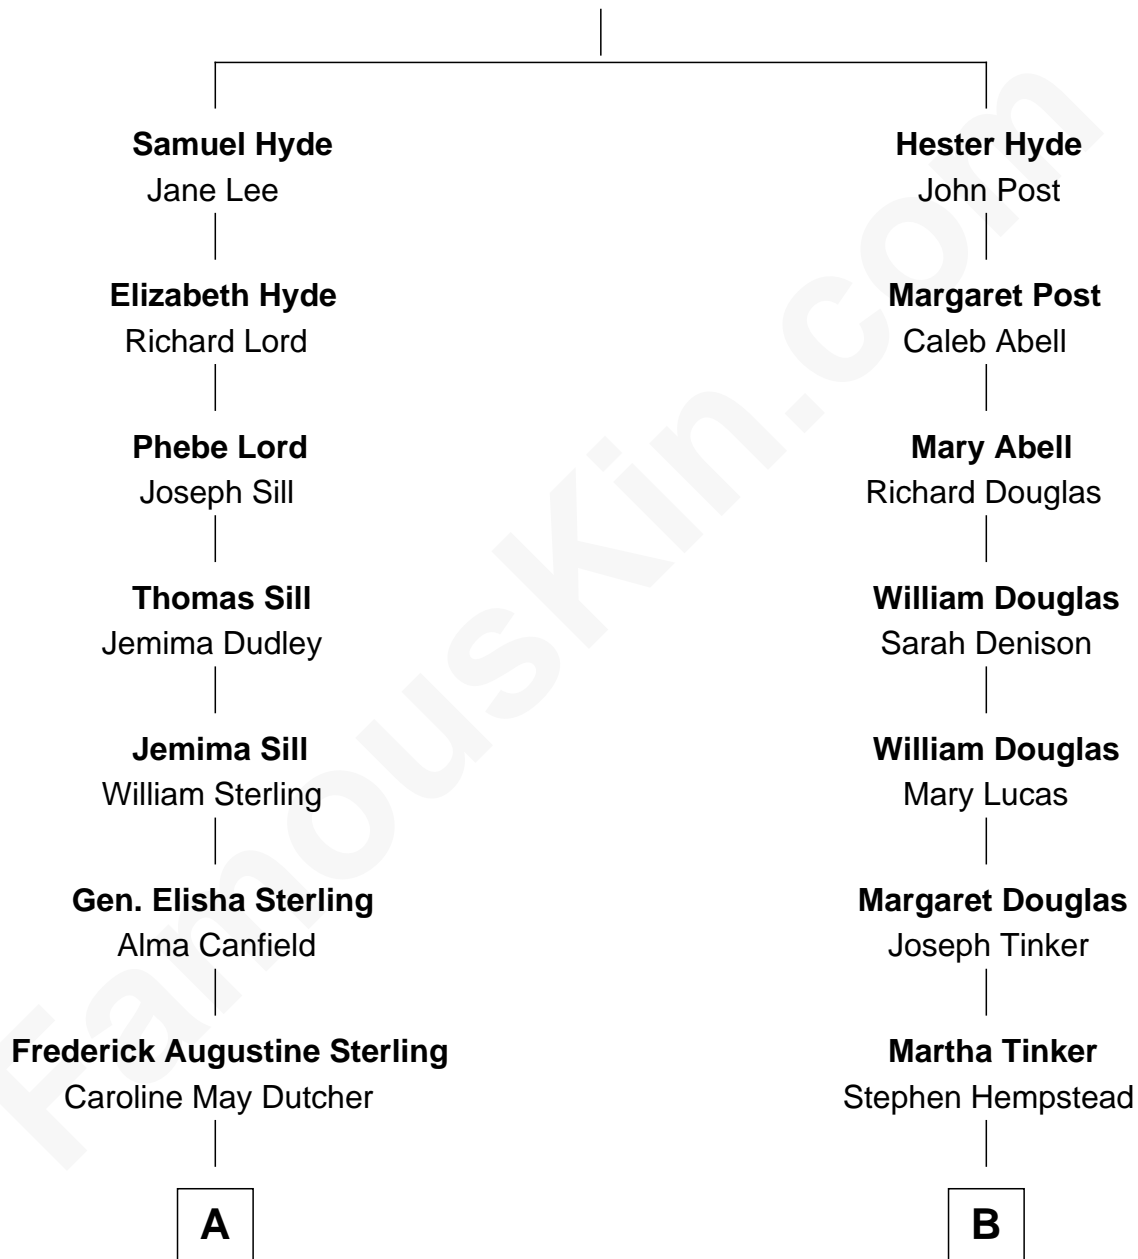 Samuel Hyde
Jane Lee
Elizabeth Hyde
Richard Lord
Phebe Lord
Joseph Sill
Thomas Sill
Jemima Dudley
Jemima Sill
William Sterling
Gen. Elisha Sterling
Alma Canfield
Frederick Augustine Sterling
Caroline May Dutcher
A
Hester Hyde
John Post
Margaret Post
Caleb Abell
Mary Abell
Richard Douglas
William Douglas
Sarah Denison
William Douglas
Mary Lucas
Margaret Douglas
Joseph Tinker
Martha Tinker
Stephen Hempstead
B
FamousKin.com